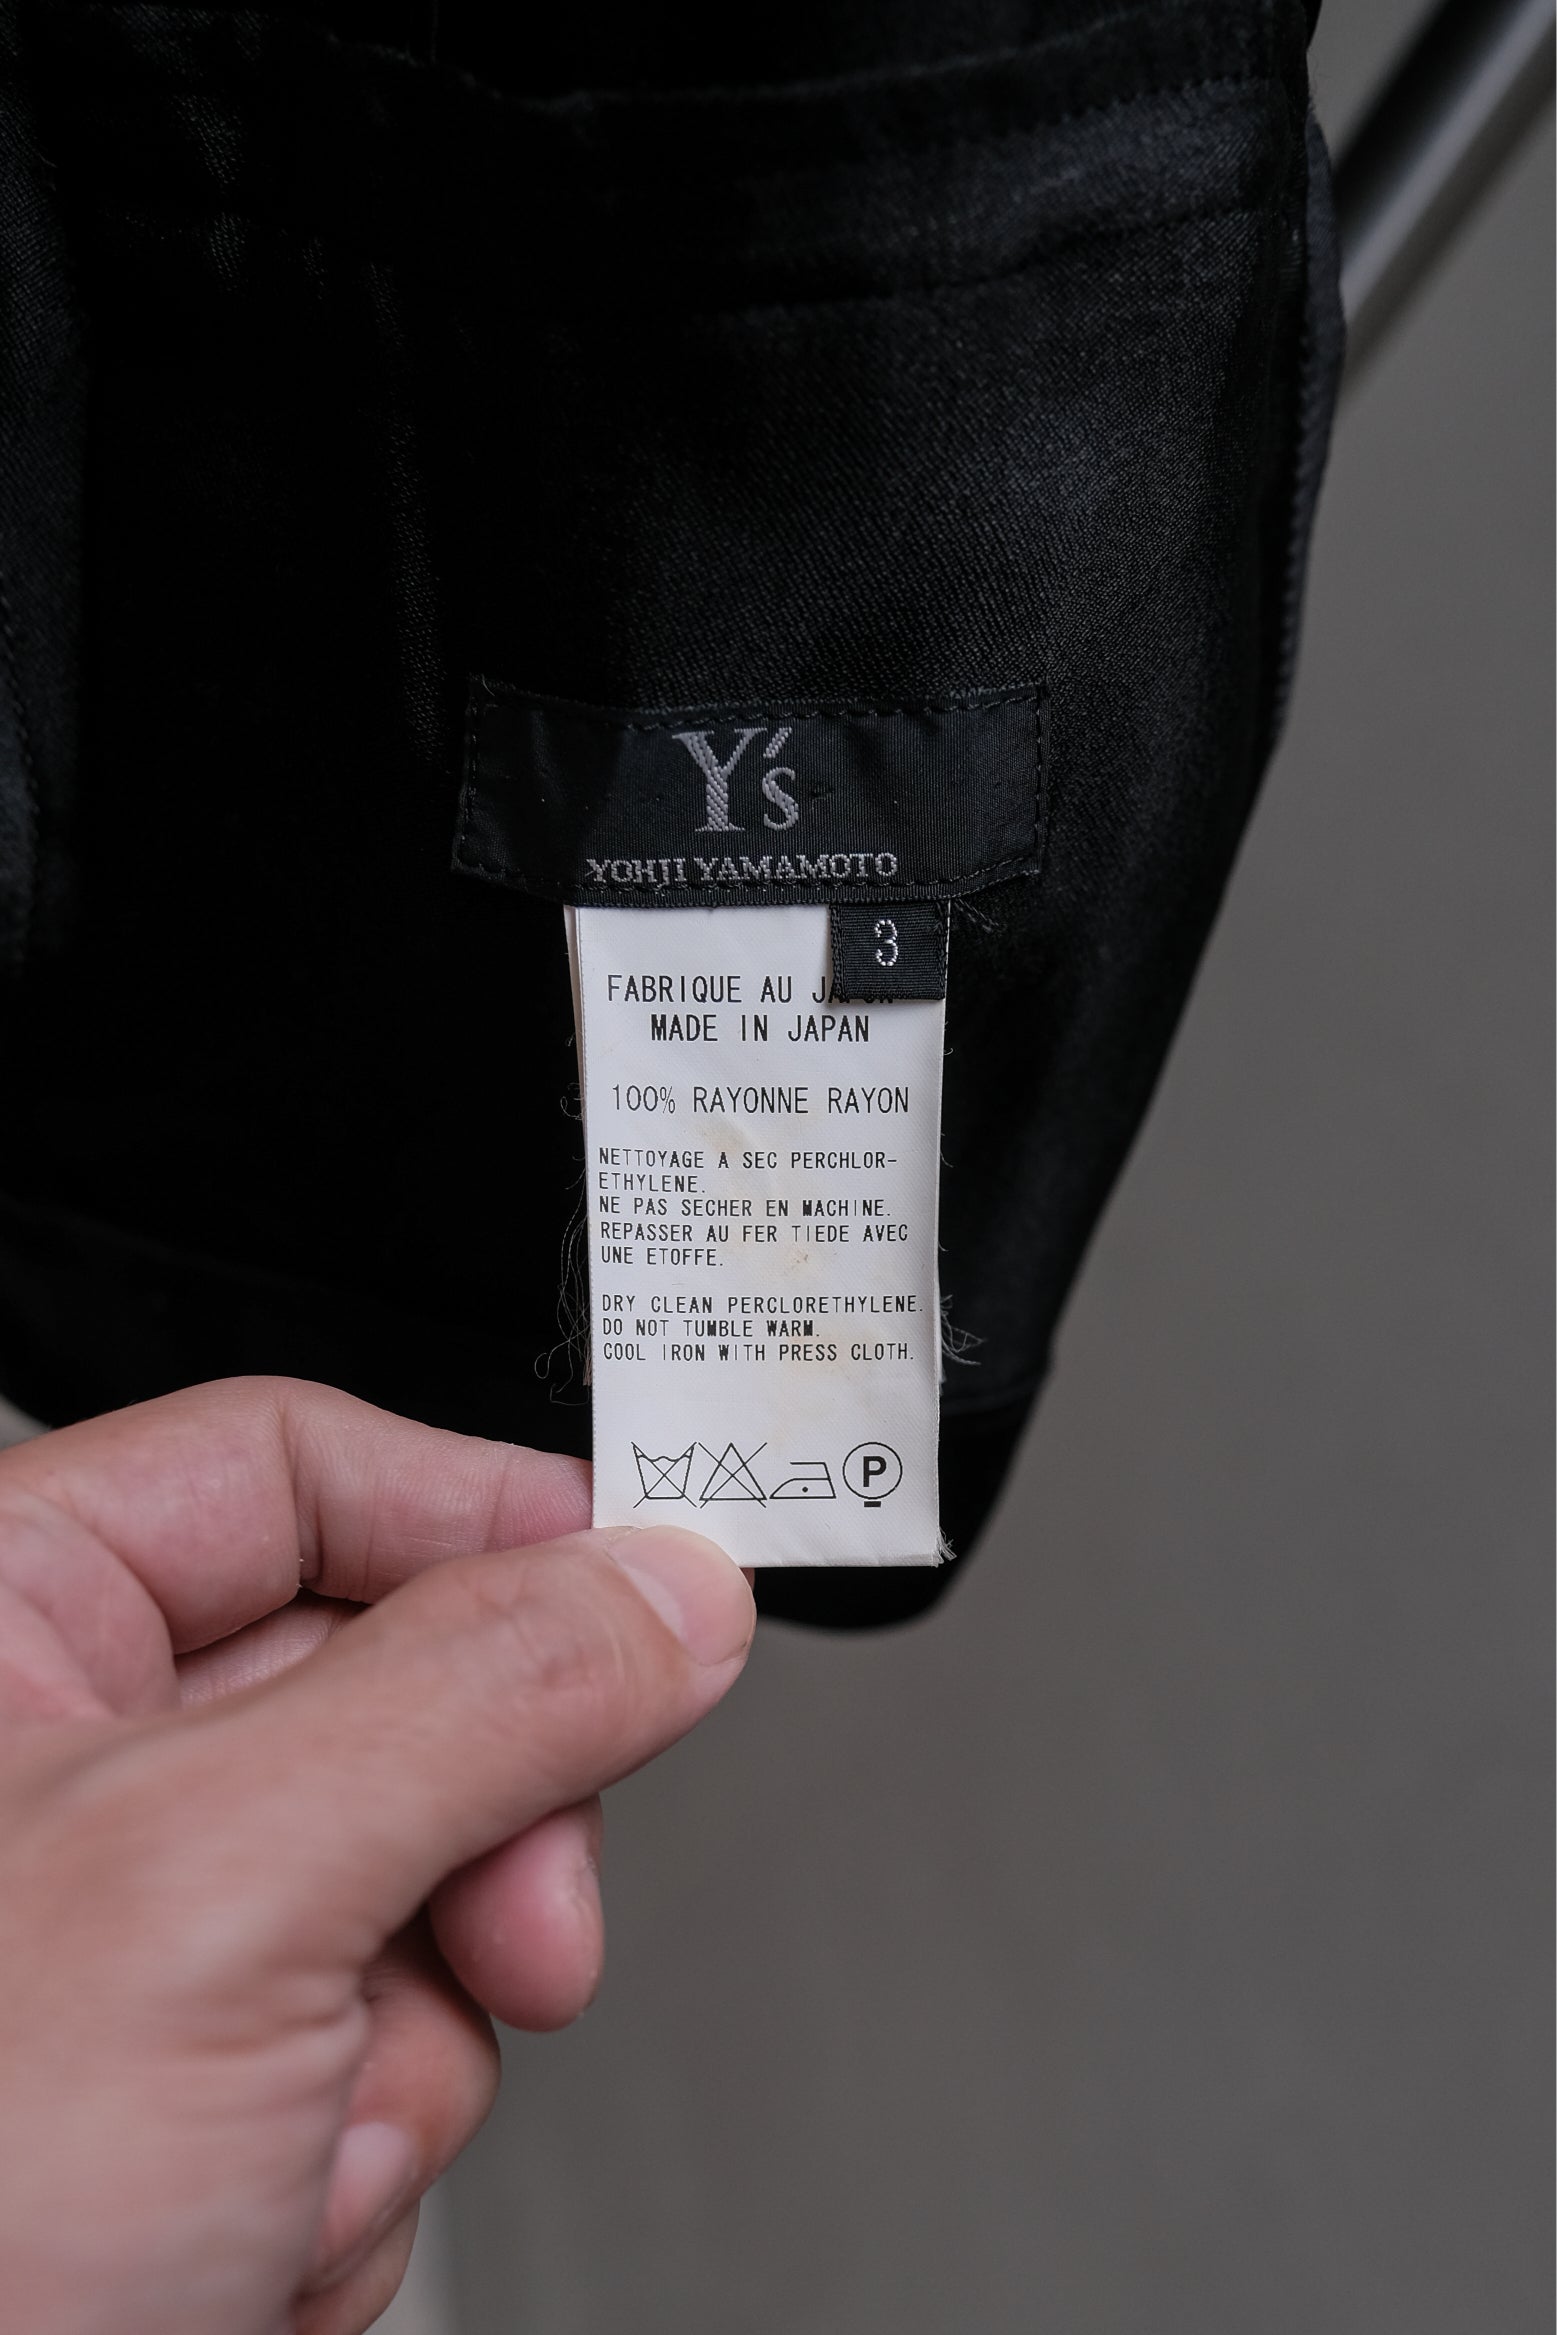 Y's
YOHJI YAMAMOTO
3
FABRIQUE AU
MADE IN JAPAN
100% RAYONNE RAYON
NETTOYAGE A SEC PERCHLOR-
ETHYLENE.
NE PAS SECHER EN MACHINE.
REPASSER AU FER TIEDE AVEC
UNE ETOFFE.
DRY CLEAN PERCLORETHYLENE.
DO NOT TUMBLE WARM.
COOL IRON WITH PRESS CLOTH.
P